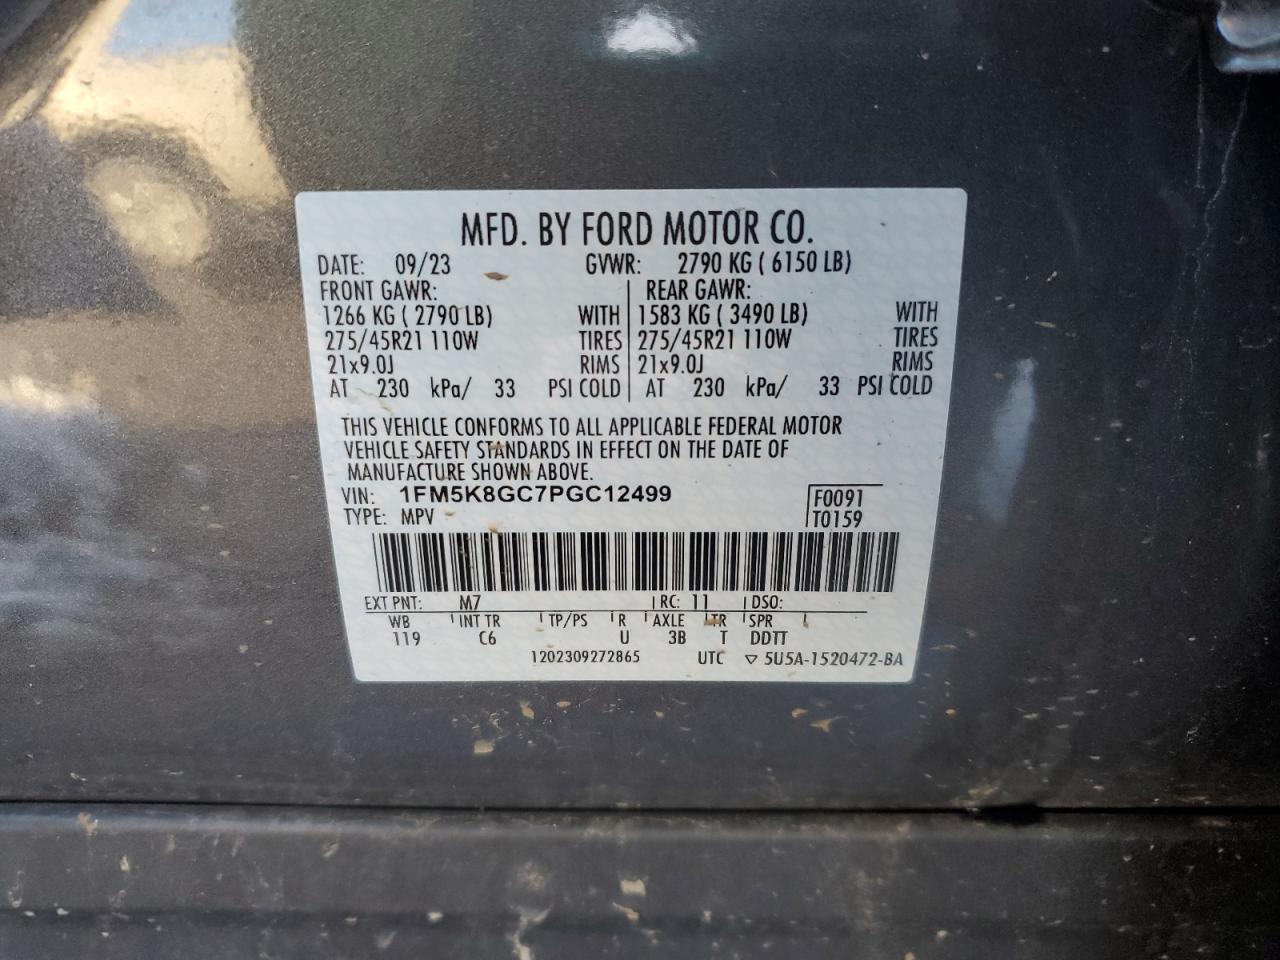 MFD. BY FORD MOTOR CO.
DATE: 09/23 GVWR: 2790 KG ( 6150 LB)
FRONT GAWR: REAR GAWR:
1266 KG ( 2790 LB) WITH 1583 KG ( 3490 LB) WITH
275/45R21 110W TIRES 275/45R21 110W TIRES
21x9.0J RIMS 21x9.0J RIMS
AT 230 kPa/ 33 PSI COLD AT 230 kPa/ 33 PSI COLD
THIS VEHICLE CONFORMS TO ALL APPLICABLE FEDERAL MOTOR
VEHICLE SAFETY STANDARDS IN EFFECT ON THE DATE OF
MANUFACTURE SHOWN ABOVE.
VIN: 1FM5K8GC7PGC12499 F0091
TYPE: MPV T0159
EXT PNT: M7 RC: 11 DSO:
WB INT TR TP/PS R AXLE TR SPR
119 C6 U 3B T DDTT
1202309272865 UTC ▽ 5U5A-1520472-BA